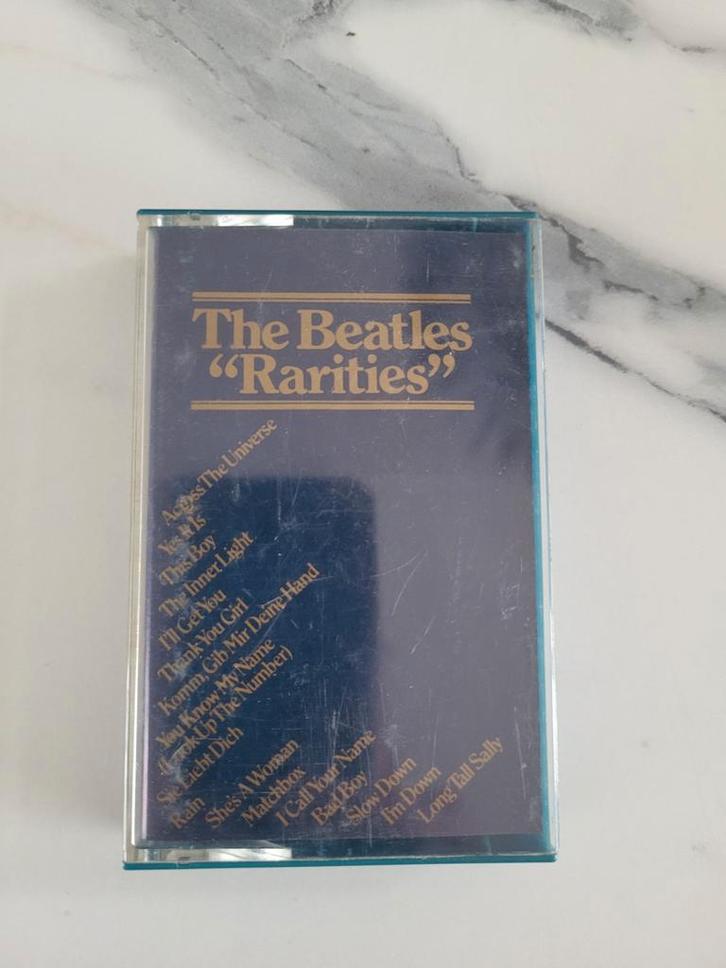 The Beatles
“Rarities”
Across The Universe
Yes It Is
This Boy
The Inner Light
I'll Get You
Thank You Girl
Komm, Gib Mir Deine Hand
You Know My Name
(Look Up The Number)
Sie Liebt Dich
Rain
She's A Woman
Matchbox
I Call Your Name
Bad Boy
Slow Down
I'm Down
Long Tall Sally